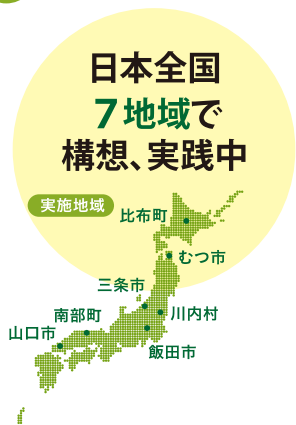 日本全国
7地域で
構想、実践中
実施地域
比布町
むつ市
三条市
川内村
南部町
山口市
飯田市